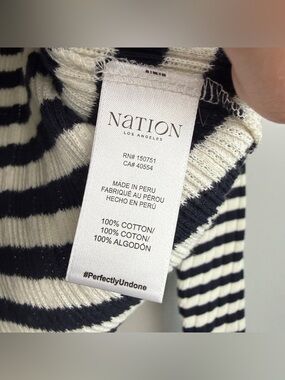 NATION
LOS ANGELES
RN# 150751
CA# 40554
MADE IN PERU
FABRIQUÉ AU PÉROU
HECHO EN PERÚ
100% COTTON/
100% COTON/
100% ALGODÓN
#PerfectlyUndone